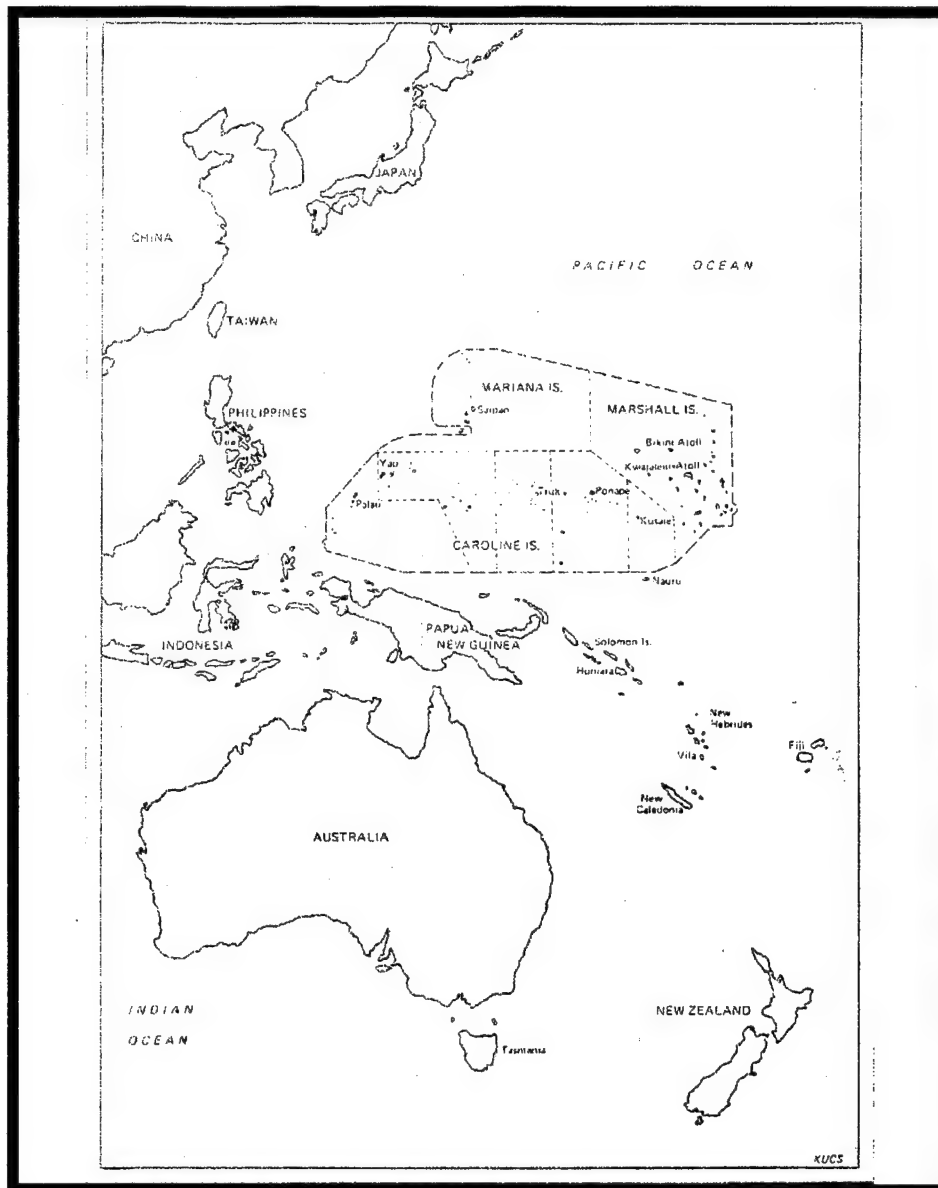 JAPAN
CHINA
PACIFIC OCEAN
TAIWAN
MARIANA IS.
Saipan
MARSHALL IS.
PHILIPPINES
Bikini Atoll
Yap
Kwajalein Atoll
Truk
Ponape
Palau
Kusaie
CAROLINE IS.
Nauru
PAPUA
NEW GUINEA
INDONESIA
Solomon Is.
New
Hebrides
Fiji
Vila
New
Caledonia
AUSTRALIA
INDIAN
OCEAN
NEW ZEALAND
Tasmania
KUCS